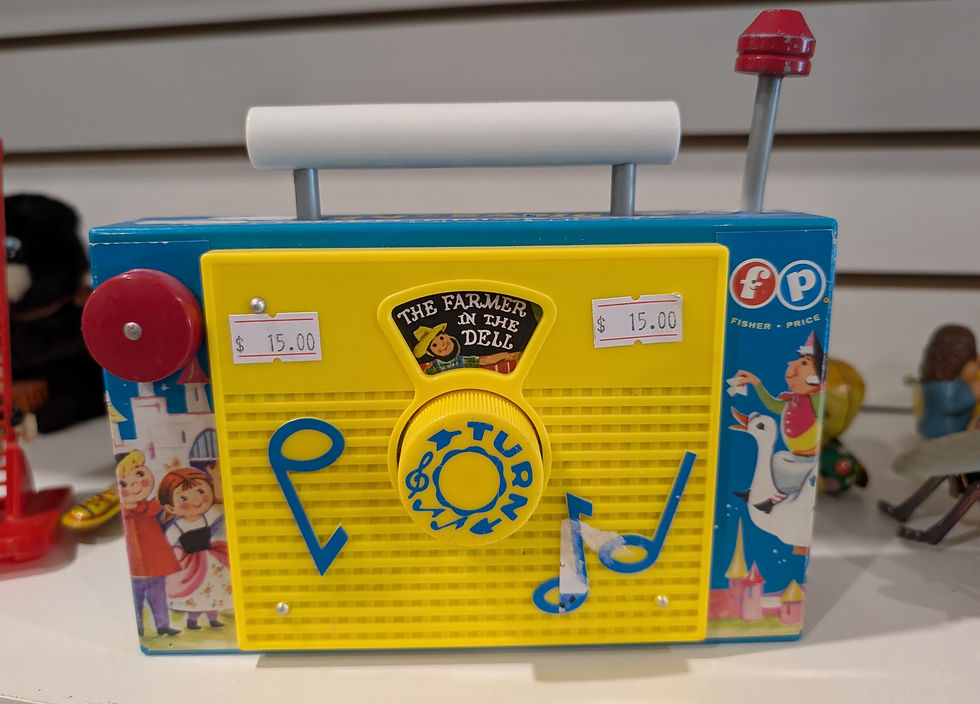 THE FARMER
IN THE
DELL
$ 15.00
$ 15.00
fp
FISHER · PRICE
TURN